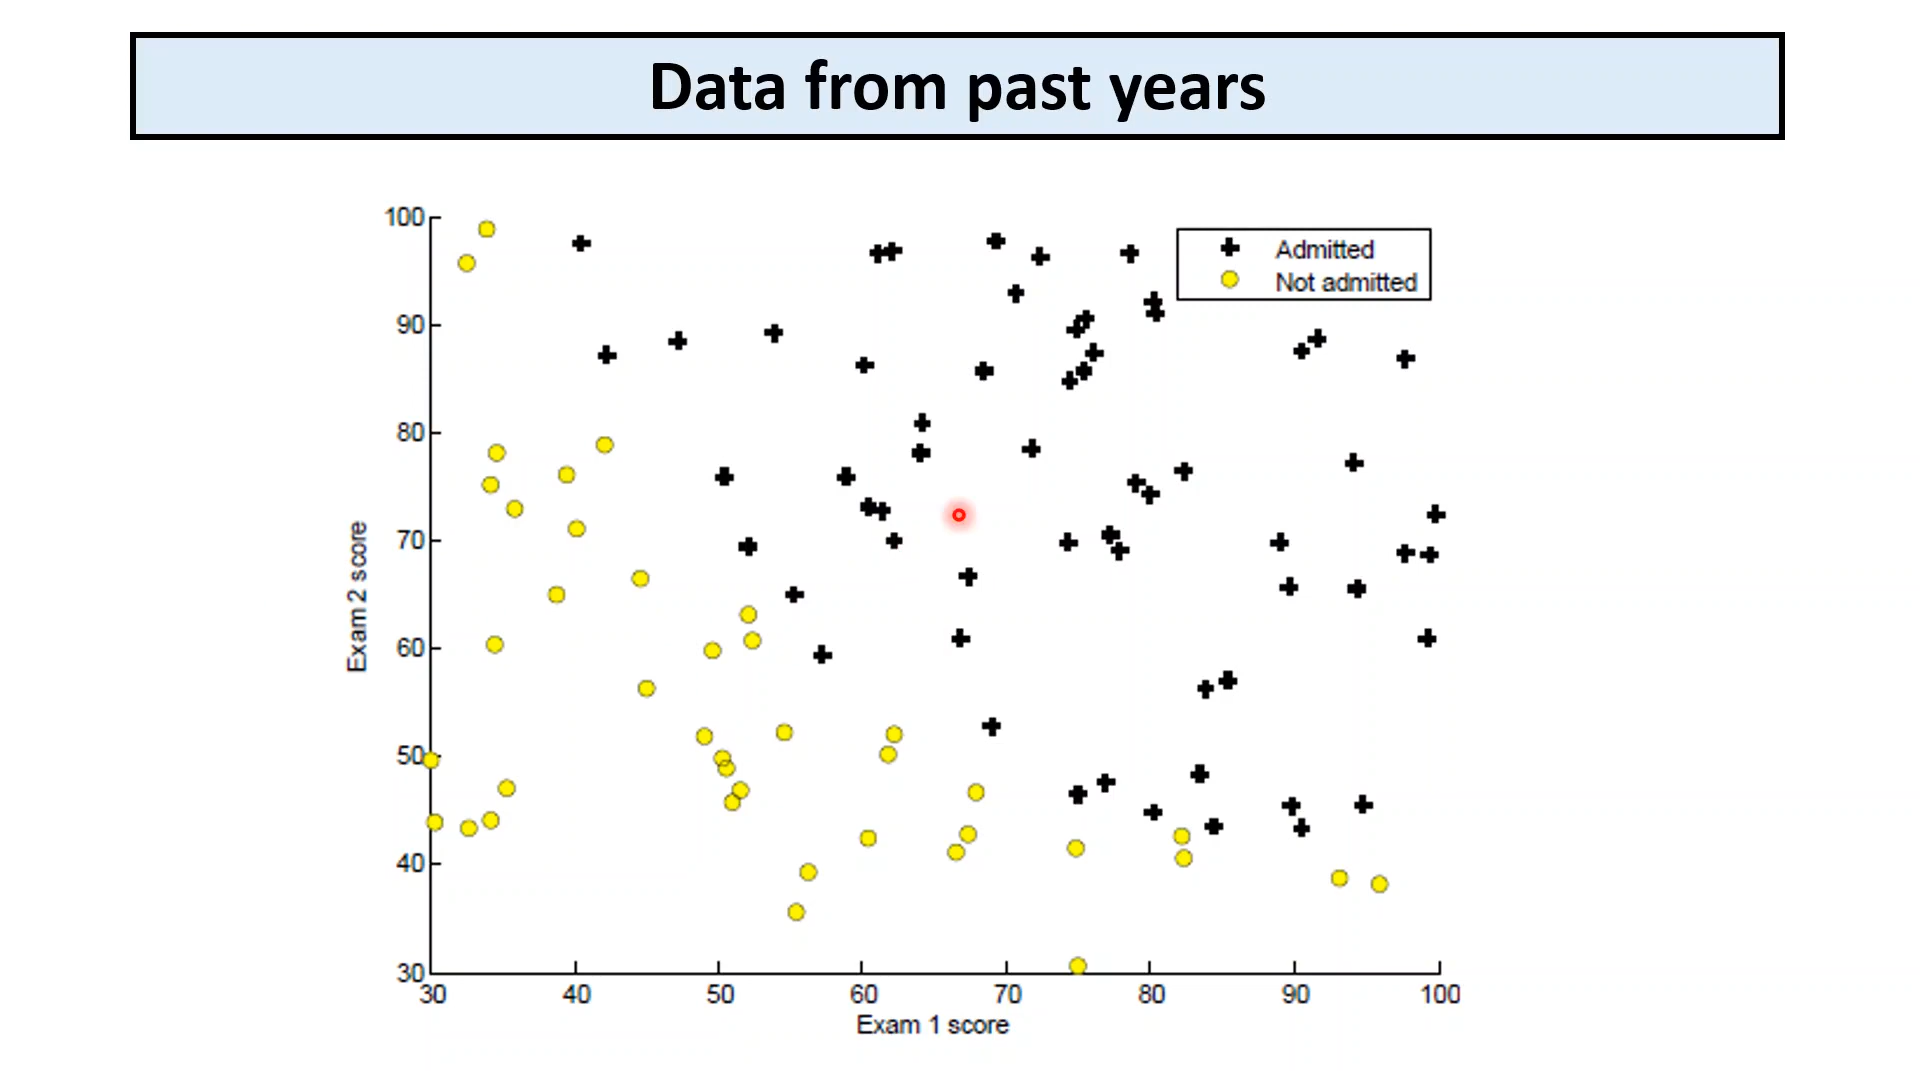 Data from past years
100
90
80
70
60
50
40
30
Exam 2 score
Admitted
Not admitted
30 40 50 60 70 80 90 100
Exam 1 score